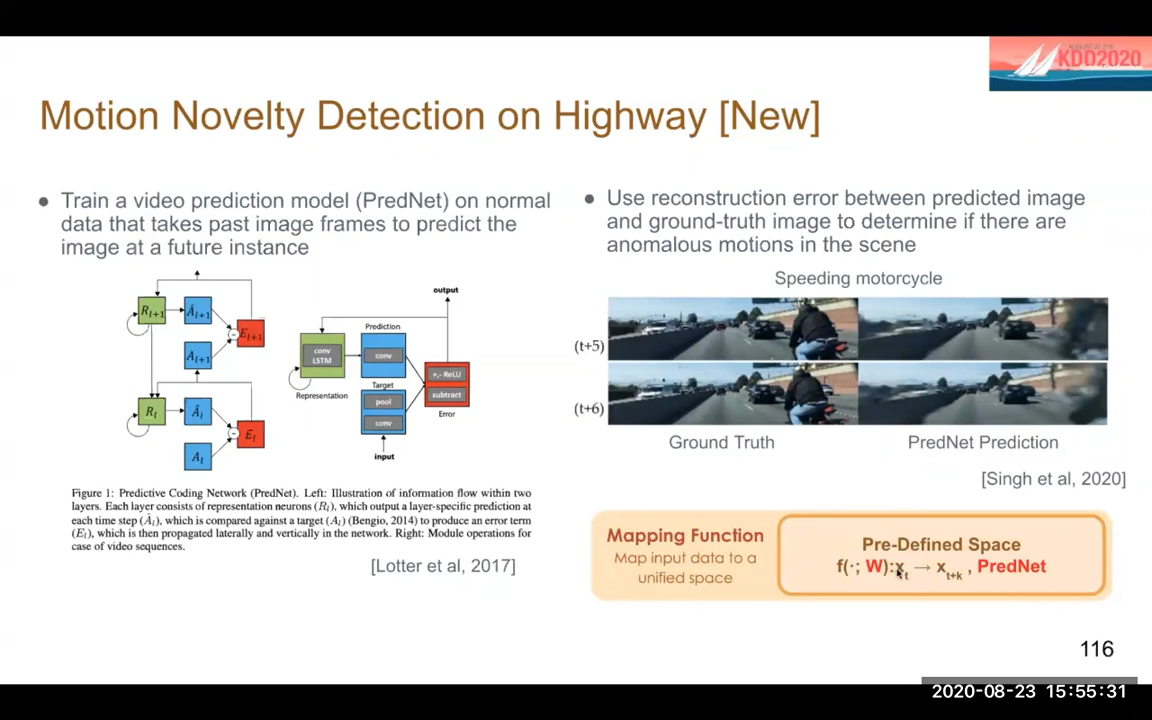 KDD2020
Motion Novelty Detection on Highway [New]
● Train a video prediction model (PredNet) on normal
data that takes past image frames to predict the
image at a future instance
R_{l+1}
Â_{l+1}
E_{l+1}
A_{l+1}
R_l
Â_l
E_l
A_l
output
Prediction
conv
LSTM
conv
Target
+,- ReLU
Representation
pool
subtract
conv
Error
input
Figure 1: Predictive Coding Network (PredNet). Left: Illustration of information flow within two
layers. Each layer consists of representation neurons (R_l), which output a layer-specific prediction at
each time step (Â_l), which is compared against a target (A_l) (Bengio, 2014) to produce an error term
(E_l), which is then propagated laterally and vertically in the network. Right: Module operations for
case of video sequences.
[Lotter et al, 2017]
● Use reconstruction error between predicted image
and ground-truth image to determine if there are
anomalous motions in the scene
Speeding motorcycle
(t+5)
(t+6)
Ground Truth PredNet Prediction
[Singh et al, 2020]
Mapping Function
Map input data to a
unified space
Pre-Defined Space
f(·; W):x_t → x_{t+k} , PredNet
116
2020-08-23 15:55:31